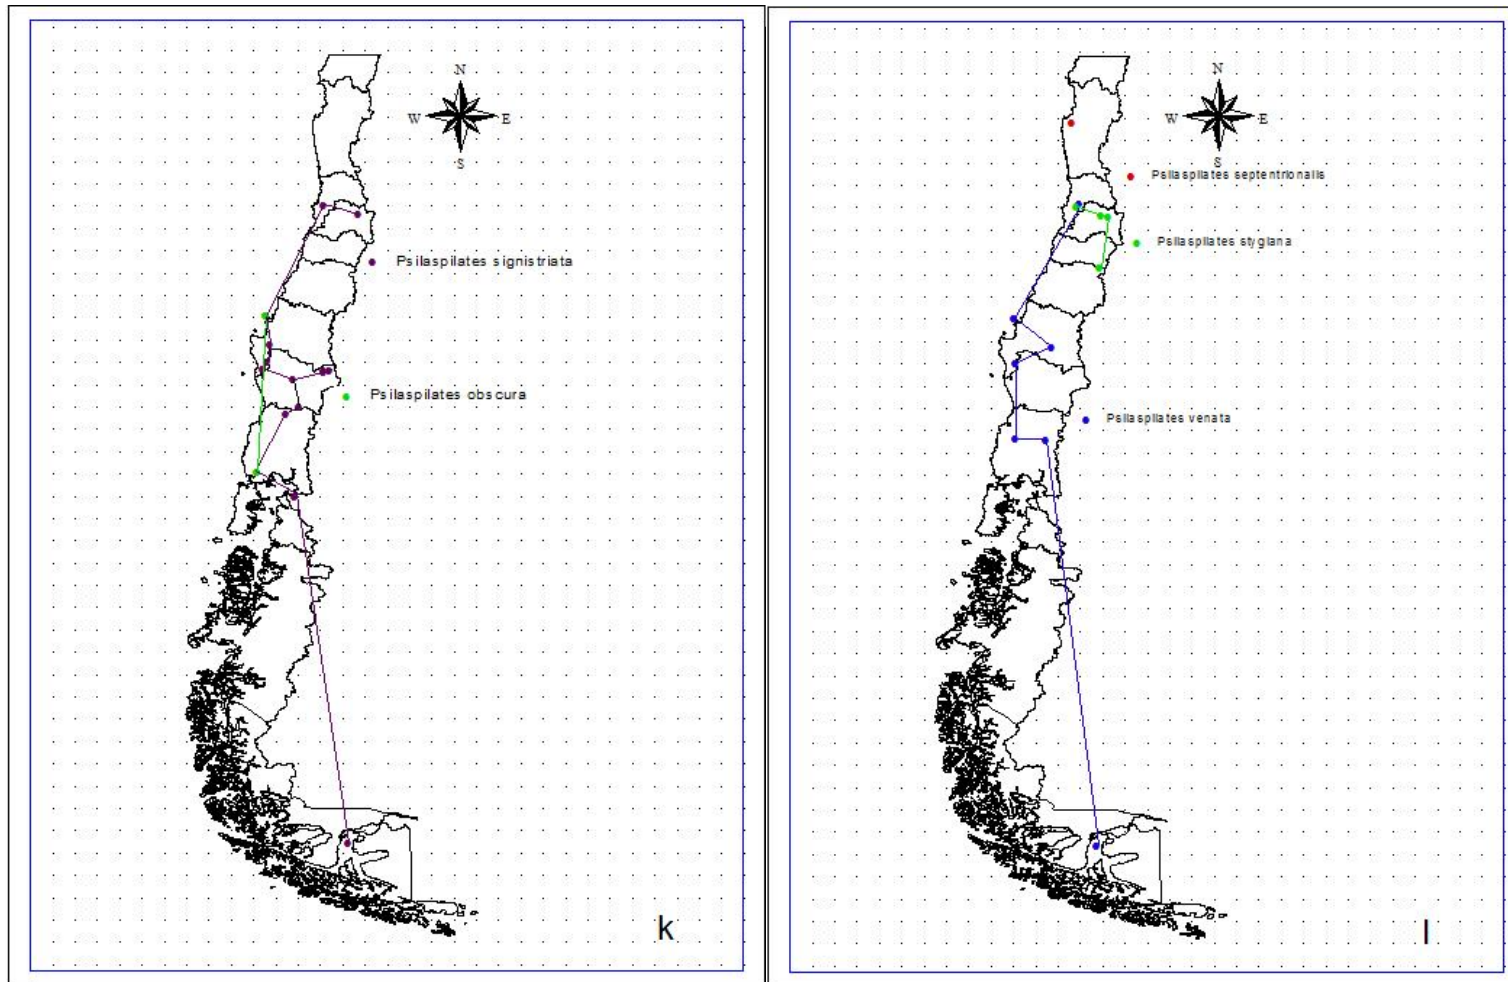 N
W E
S
Psilaspilates signistriata
Psilaspilates obscura
k
N
W E
S
Psilaspilates septentrionalis
Psilaspilates stygiana
Psilaspilates venata
l